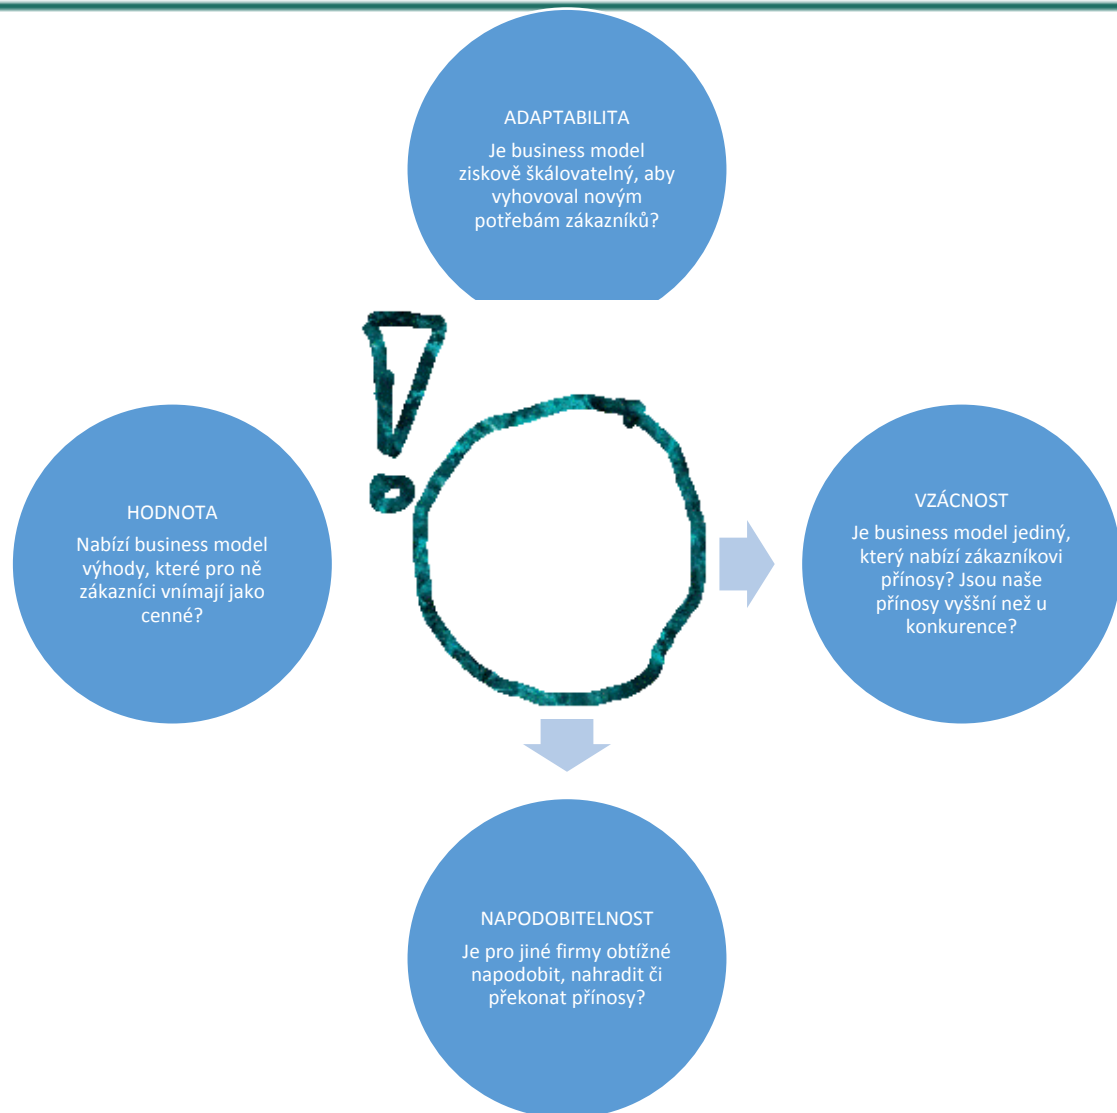 ADAPTABILITA
Je business model
ziskově škálovatelný, aby
vyhovoval novým
potřebám zákazníků?
HODNOTA
Nabízí business model
výhody, které pro ně
zákazníci vnímají jako
cenné?
VZÁCNOST
Je business model jediný,
který nabízí zákazníkovi
přínosy? Jsou naše
přínosy vyššní než u
konkurence?
NAPODOBITELNOST
Je pro jiné firmy obtížné
napodobit, nahradit či
překonat přínosy?